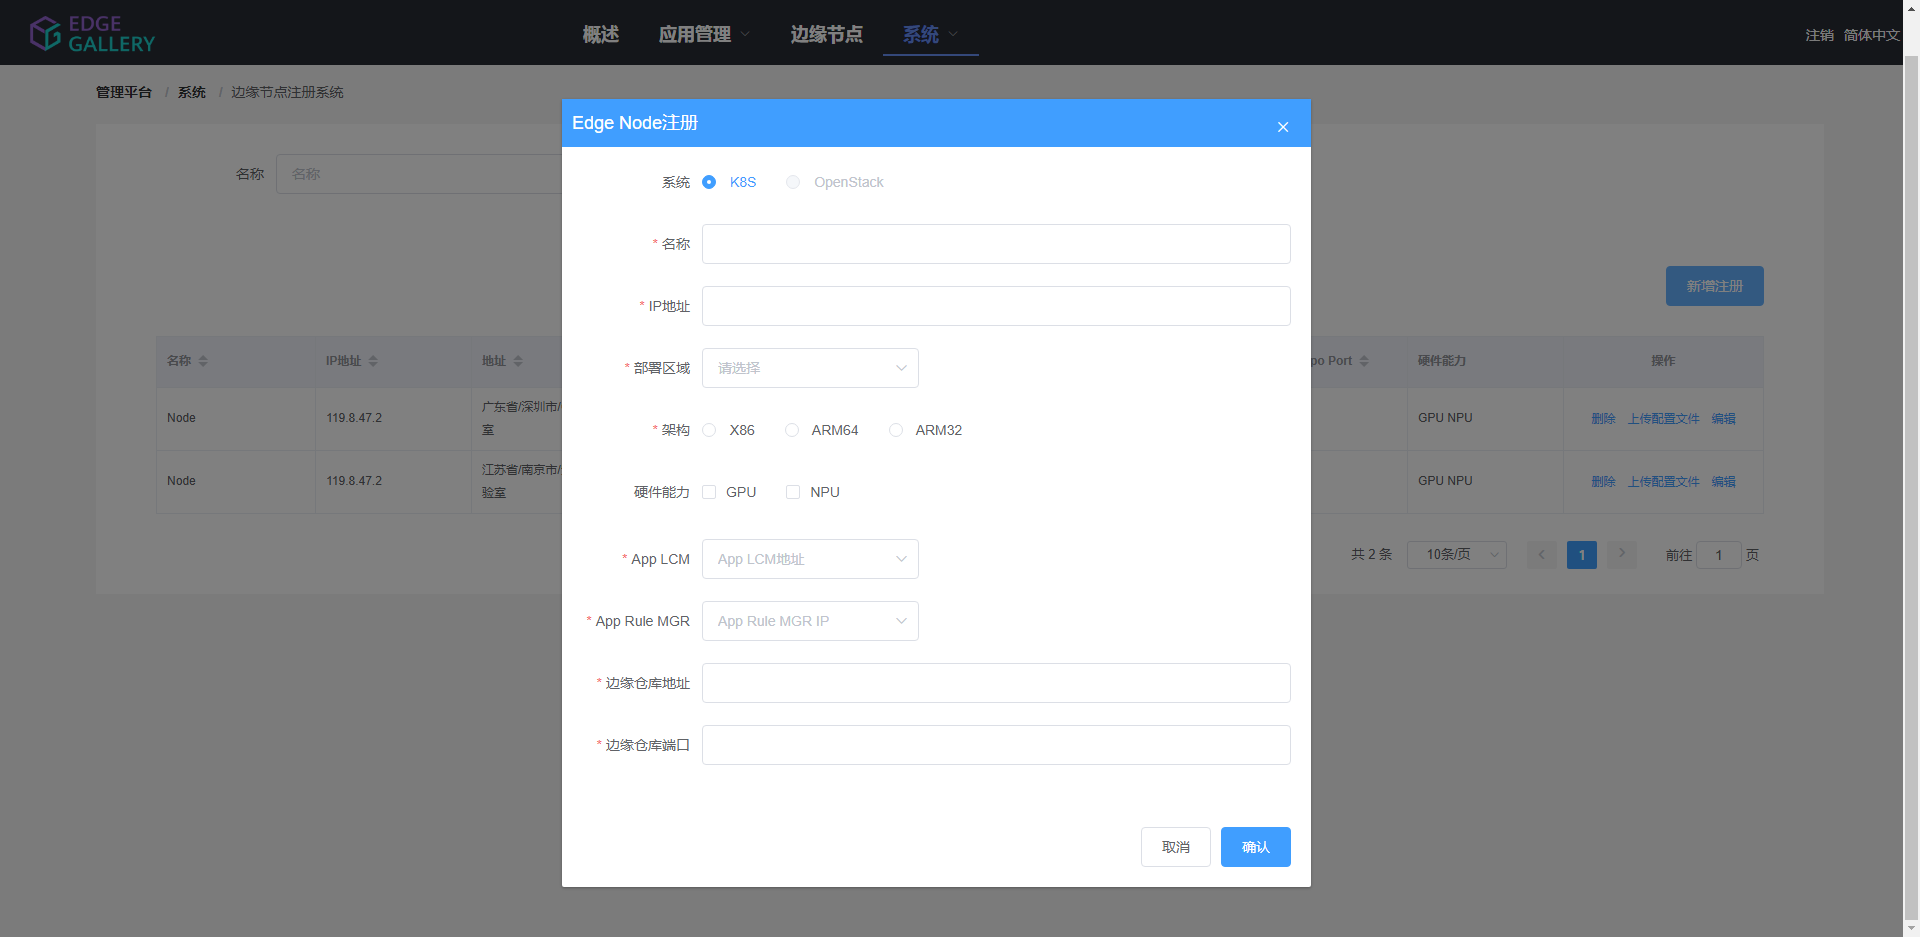 EDGE GALLERY
概述 应用管理 边缘节点 系统
注销 简体中文
管理平台 / 系统 / 边缘节点注册系统
名称 名称
新增注册
名称 IP地址 地址 po Port 硬件能力 操作
Node 119.8.47.2 广东省/深圳市/ 室 GPU NPU 删除 上传配置文件 编辑
Node 119.8.47.2 江苏省/南京市/ 验室 GPU NPU 删除 上传配置文件 编辑
共 2 条 10条/页 1 前往 1 页
Edge Node注册
系统 K8S OpenStack
* 名称
* IP地址
* 部署区域 请选择
* 架构 X86 ARM64 ARM32
硬件能力 GPU NPU
* App LCM App LCM地址
* App Rule MGR App Rule MGR IP
* 边缘仓库地址
* 边缘仓库端口
取消 确认